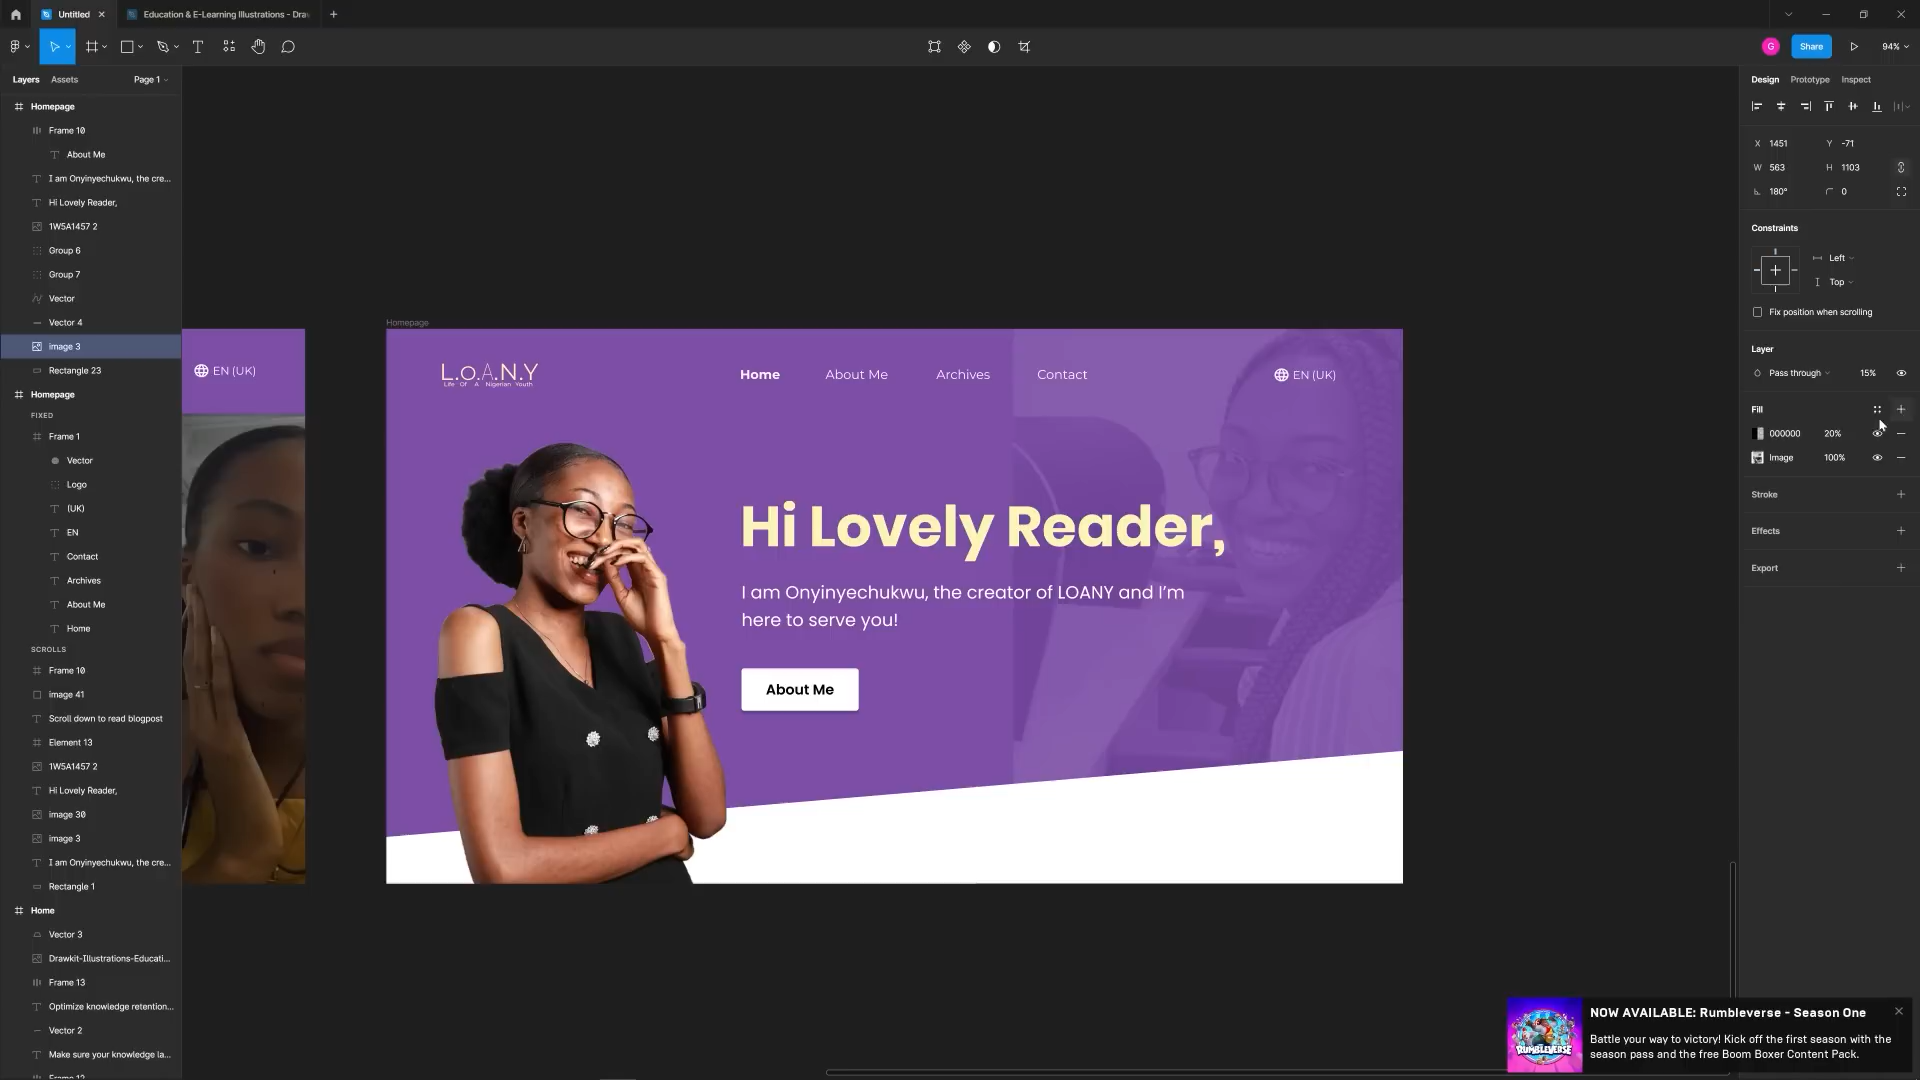 Untitled
Education & E-Learning Illustrations - Draw
Share
94%
G
Layers
Assets
Page 1
Homepage
Frame 10
About Me
I am Onyinyechukwu, the cre...
Hi Lovely Reader,
1W5A1457 2
Group 6
Group 7
Vector
Vector 4
image 3
Rectangle 23
Homepage
FIXED
Frame 1
Vector
Logo
(UK)
EN
Contact
Archives
About Me
Home
SCROLLS
Frame 10
image 41
Scroll down to read blogpost
Element 13
1W5A1457 2
Hi Lovely Reader,
image 30
image 3
I am Onyinyechukwu, the cre...
Rectangle 1
Home
Vector 3
Drawkit-Illustrations-Educati...
Frame 13
Optimize knowledge retention...
Vector 2
Make sure your knowledge la...
EN (UK)
Homepage
L.O.A.N.Y
Life Of A Nigerian Youth
Home
About Me
Archives
Contact
EN (UK)
Hi Lovely Reader,
I am Onyinyechukwu, the creator of LOANY and I'm
here to serve you!
About Me
Design
Prototype
Inspect
X 1451
Y -71
W 563
H 1103
180°
0
Constraints
Left
Top
Fix position when scrolling
Layer
Pass through
15%
Fill
000000
20%
Image
100%
Stroke
Effects
Export
NOW AVAILABLE: Rumbleverse - Season One
Battle your way to victory! Kick off the first season with the
season pass and the free Boom Boxer Content Pack.
RUMBLEVERSE